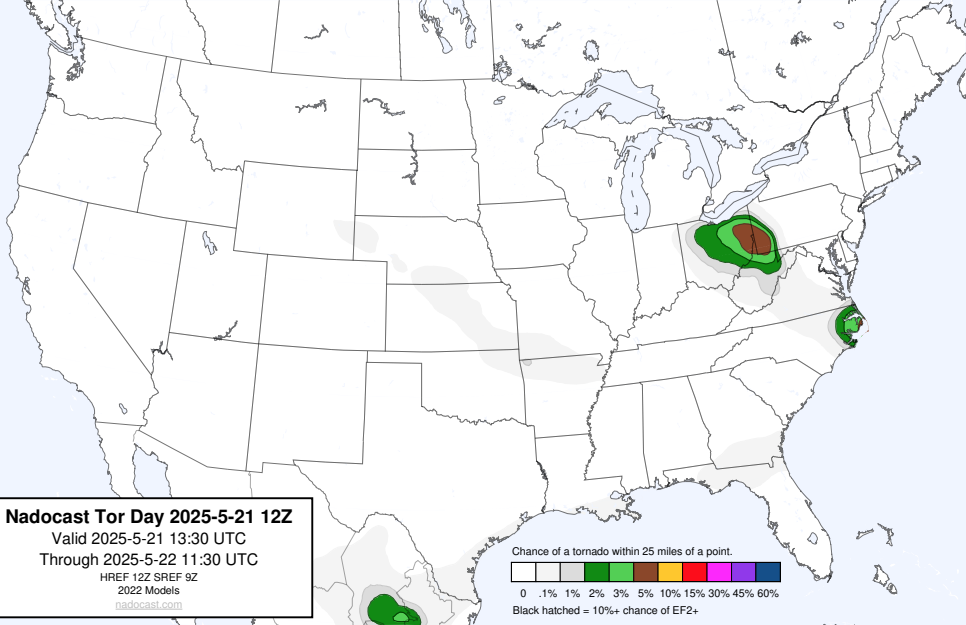 Nadocast Tor Day 2025-5-21 12Z
Valid 2025-5-21 13:30 UTC
Through 2025-5-22 11:30 UTC
HREF 12Z SREF 9Z
2022 Models
nadocast.com
Chance of a tornado within 25 miles of a point.
0 .1% 1% 2% 3% 5% 10% 15% 30% 45% 60%
Black hatched = 10%+ chance of EF2+